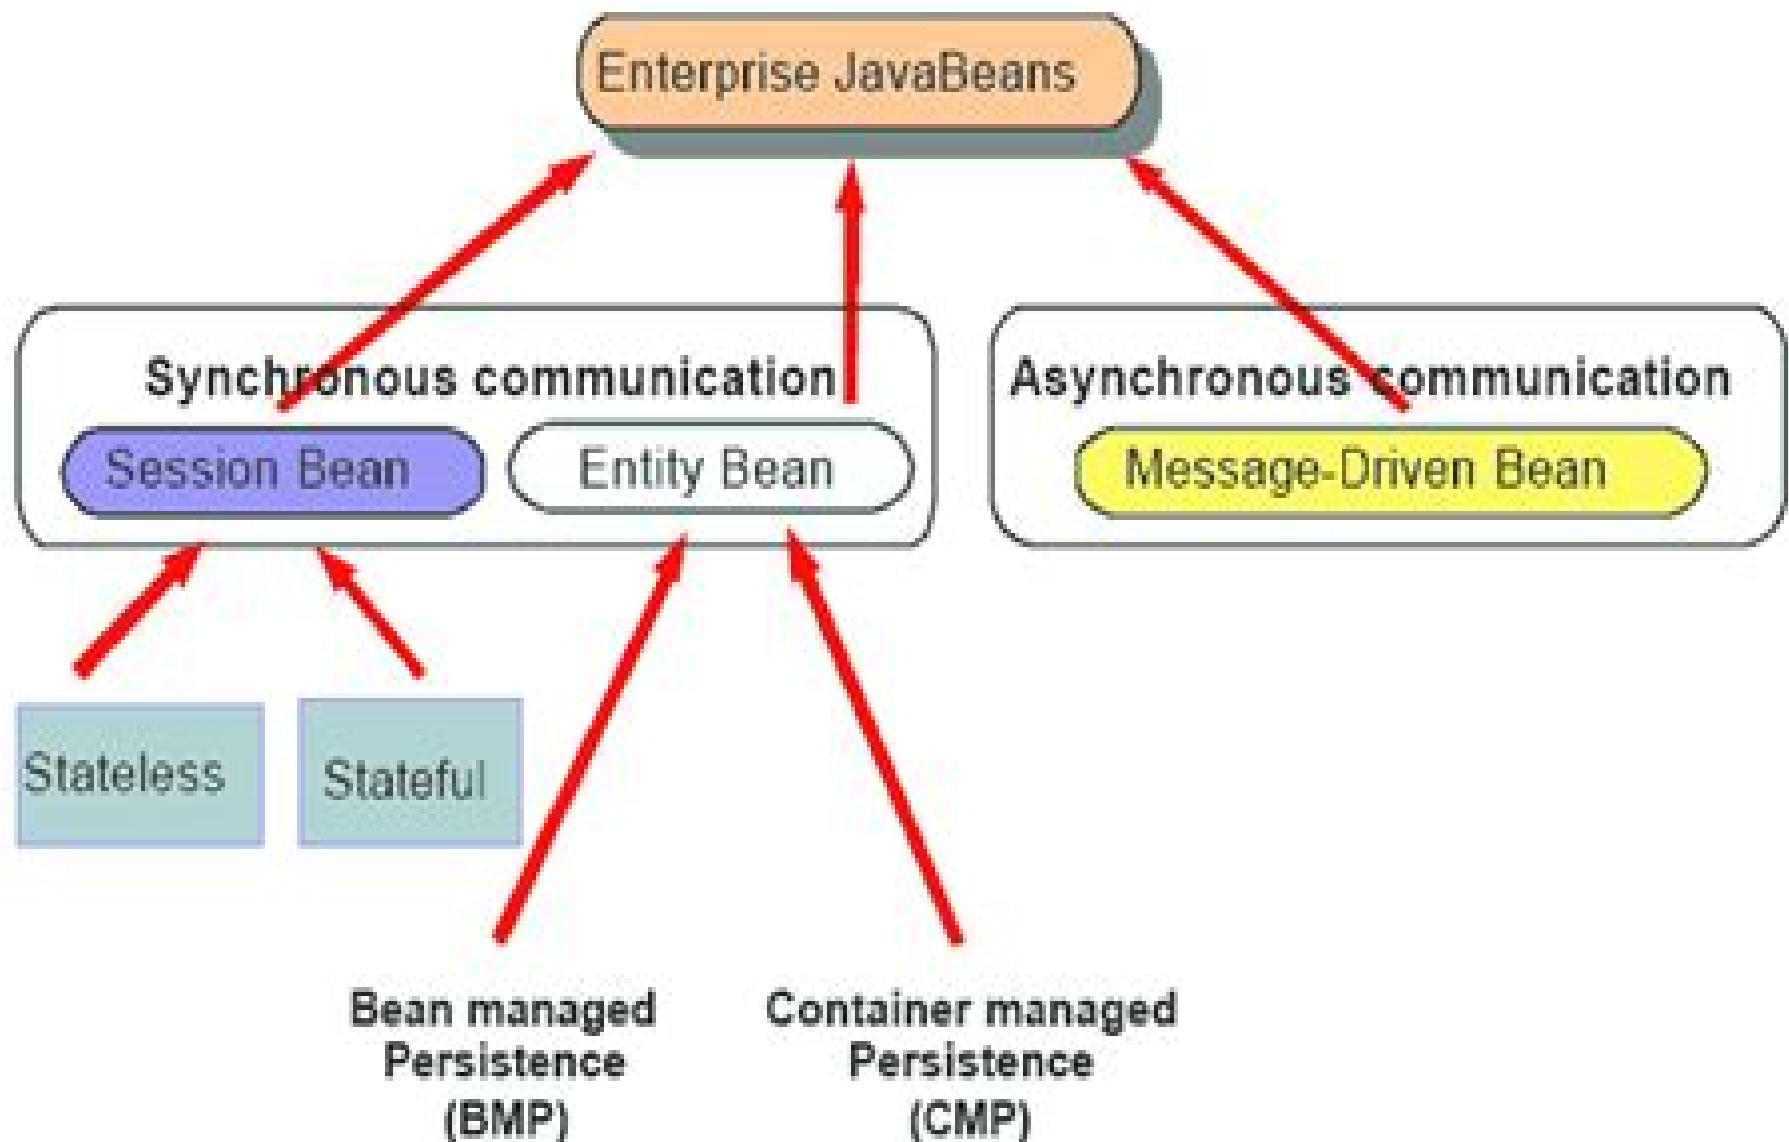 Enterprise JavaBeans
Synchronous communication
Asynchronous communication
Session Bean
Entity Bean
Message-Driven Bean
Stateless
Stateful
Bean managed
Persistence
(BMP)
Container managed
Persistence
(CMP)